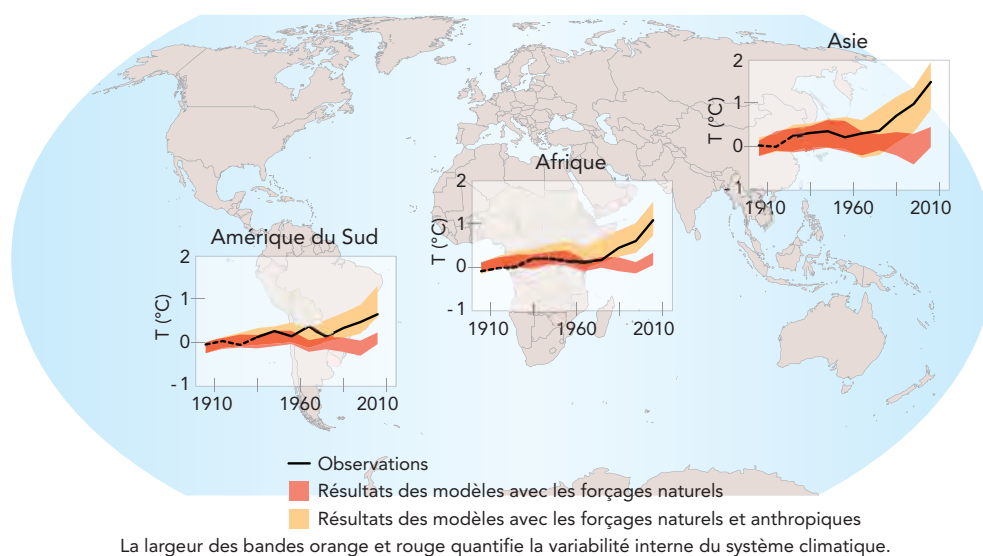 Asie
2
1
0
-1
T (°C)
1910 1960 2010
Afrique
2
1
0
-1
T (°C)
1910 1960 2010
Amérique du Sud
2
1
0
-1
T (°C)
1910 1960 2010
Observations
Résultats des modèles avec les forçages naturels
Résultats des modèles avec les forçages naturels et anthropiques
La largeur des bandes orange et rouge quantifie la variabilité interne du système climatique.